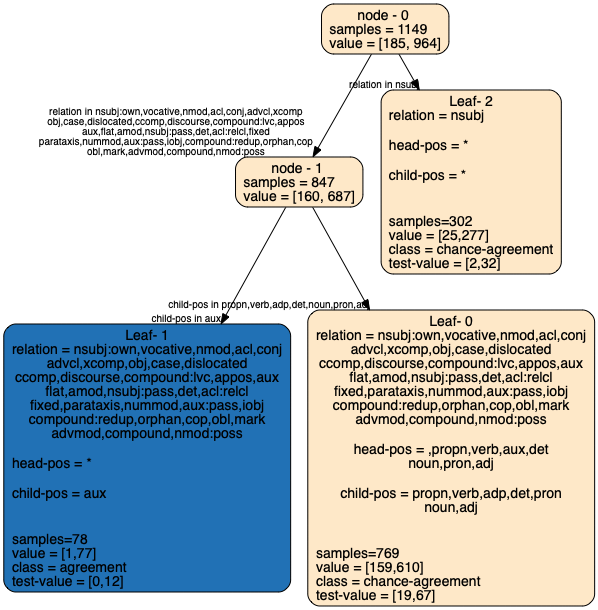 node - 0
samples = 1149
value = [185, 964]
relation in nsubj
relation in nsubj:own,vocative,nmod,acl,conj,advcl,xcomp
obj,case,dislocated,ccomp,discourse,compound:lvc,appos
aux,flat,amod,nsubj:pass,det,acl:relcl,fixed
parataxis,nummod,aux:pass,iobj,compound:redup,orphan,cop
obl,mark,advmod,compound,nmod:poss
Leaf- 2
relation = nsubj
head-pos = *
child-pos = *
samples=302
value = [25,277]
class = chance-agreement
test-value = [2,32]
node - 1
samples = 847
value = [160, 687]
child-pos in propn,verb,adp,det,noun,pron,adj
child-pos in aux
Leaf- 1
relation = nsubj:own,vocative,nmod,acl,conj
advcl,xcomp,obj,case,dislocated
ccomp,discourse,compound:lvc,appos,aux
flat,amod,nsubj:pass,det,acl:relcl
fixed,parataxis,nummod,aux:pass,iobj
compound:redup,orphan,cop,obl,mark
advmod,compound,nmod:poss
head-pos = *
child-pos = aux
samples=78
value = [1,77]
class = agreement
test-value = [0,12]
Leaf- 0
relation = nsubj:own,vocative,nmod,acl,conj
advcl,xcomp,obj,case,dislocated
ccomp,discourse,compound:lvc,appos,aux
flat,amod,nsubj:pass,det,acl:relcl
fixed,parataxis,nummod,aux:pass,iobj
compound:redup,orphan,cop,obl,mark
advmod,compound,nmod:poss
head-pos = ,propn,verb,aux,det
noun,pron,adj
child-pos = propn,verb,adp,det,pron
noun,adj
samples=769
value = [159,610]
class = chance-agreement
test-value = [19,67]